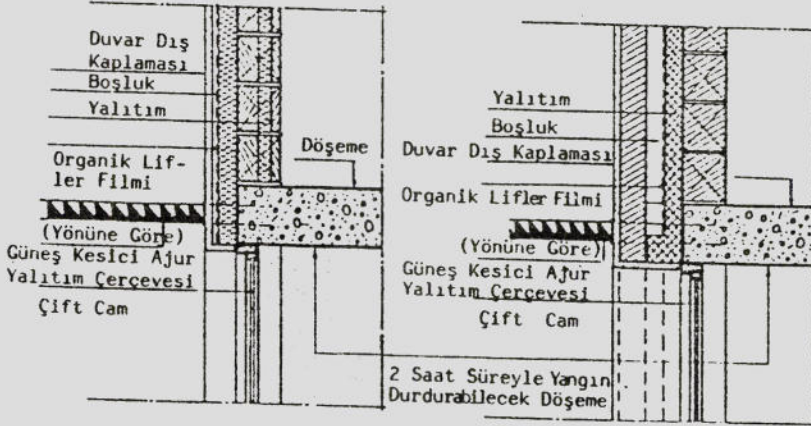 Duvar Dış
Kaplaması
Boşluk
Yalıtım
Organik Lif-
ler Filmi
Döşeme
(Yönüne Göre)
Güneş Kesici Ajur
Yalıtım Çerçevesi
Çift Cam
Yalıtım
Boşluk
Duvar Dış Kaplaması
Organik Lifler Filmi
(Yönüne Göre)
Güneş Kesici Ajur
Yalıtım Çerçevesi
Çift Cam
2 Saat Süreyle Yangın
Durdurabilecek Döşeme